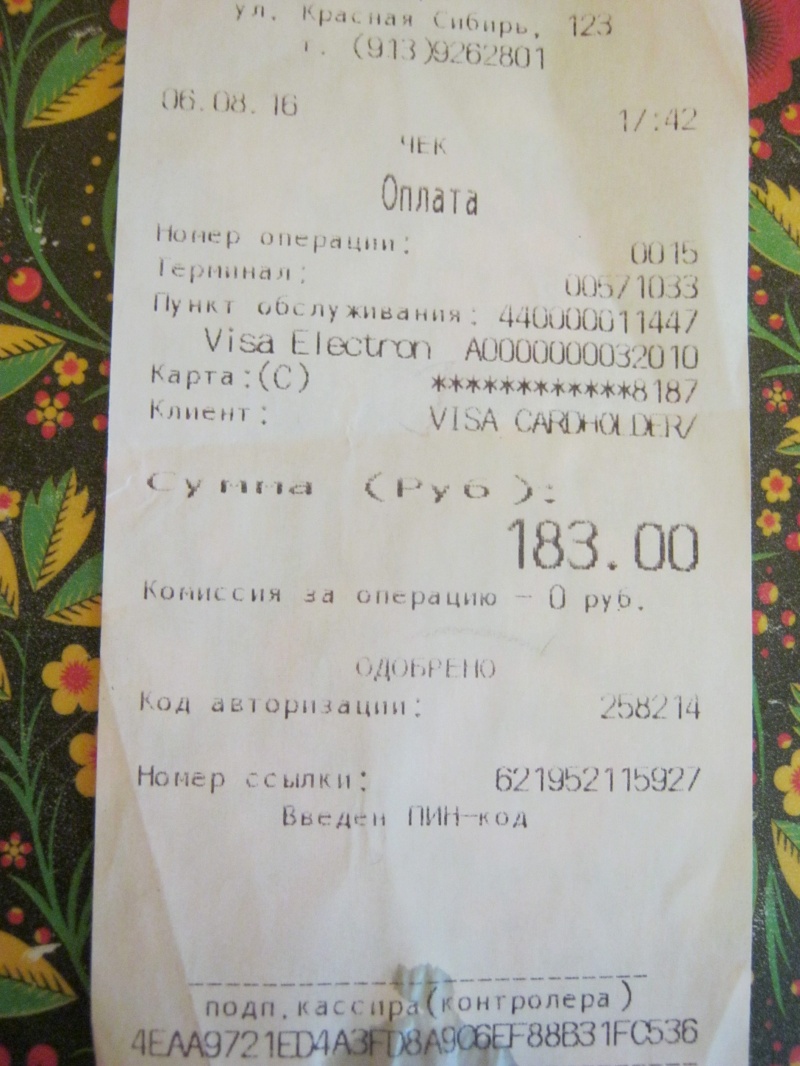 ул. Красная Сибирь, 123
т. (913)9262801
06.08.16 17:42
ЧЕК
Оплата
Номер операции: 0015
Терминал: 00571033
Пункт обслуживания: 440000011447
Visa Electron A0000000032010
Карта:(C) ************8187
Клиент: VISA CARDHOLDER/
Сумма (Руб):
183.00
Комиссия за операцию - 0 руб.
ОДОБРЕНО
Код авторизации: 258214
Номер ссылки: 621952115927
Введен ПИН-код
подп.кассира(контролера)
4EAA9721ED4A3FD8A9C6EF88B31FC536